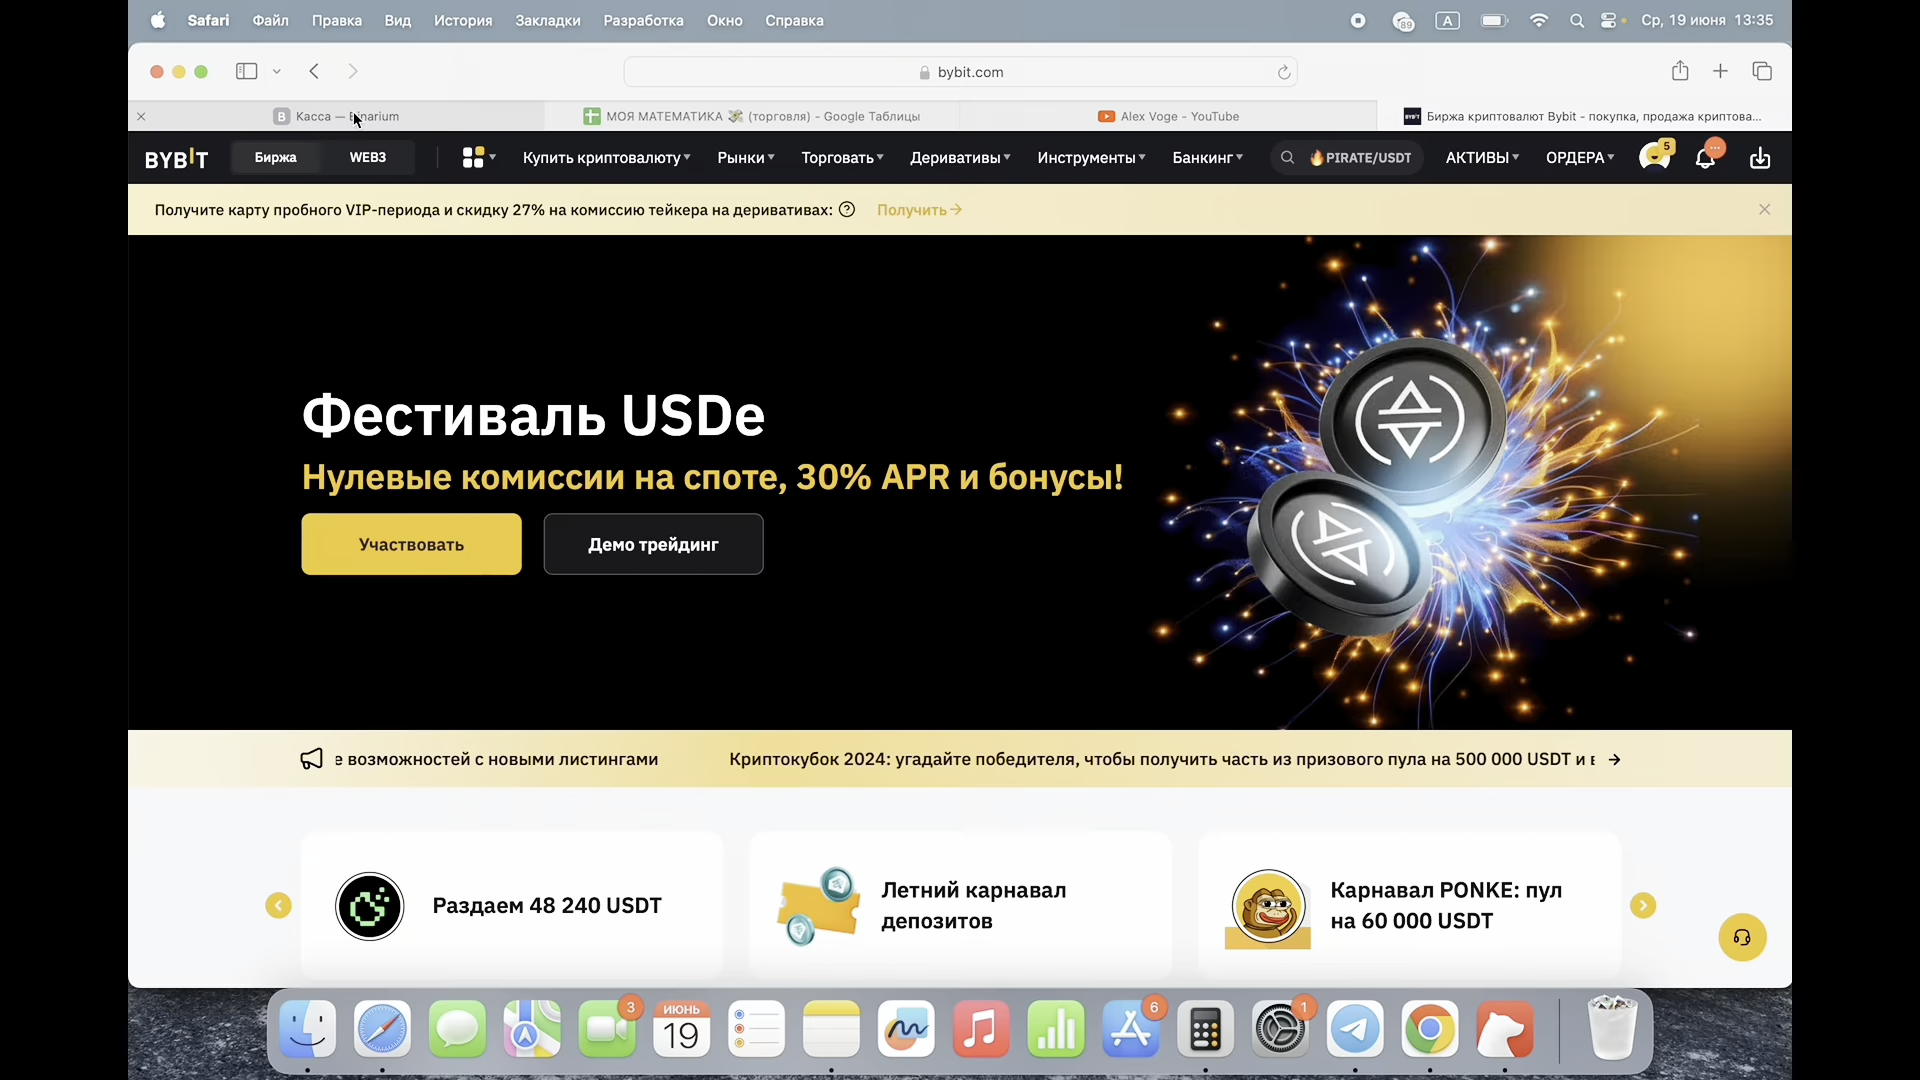 Safari Файл Правка Вид История Закладки Разработка Окно Справка 89 A Ср, 19 июня 13:35
bybit.com
B Касса — Binarium МОЯ МАТЕМАТИКА 💸 (торговля) - Google Таблицы Alex Voge - YouTube Биржа криптовалют Bybit - покупка, продажа криптова...
BYBIT Биржа WEB3 Купить криптовалюту Рынки Торговать Деривативы Инструменты Банкинг 🔥PIRATE/USDT АКТИВЫ ОРДЕРА 5
Получите карту пробного VIP-периода и скидку 27% на комиссию тейкера на деривативах: Получить→
Фестиваль USDe
Нулевые комиссии на споте, 30% APR и бонусы!
Участвовать Демо трейдинг
е возможностей с новыми листингами Криптокубок 2024: угадайте победителя, чтобы получить часть из призового пула на 500 000 USDT и
Раздаем 48 240 USDT
Летний карнавал
депозитов
Карнавал PONKE: пул
на 60 000 USDT
3 ИЮНЬ 19 6 1